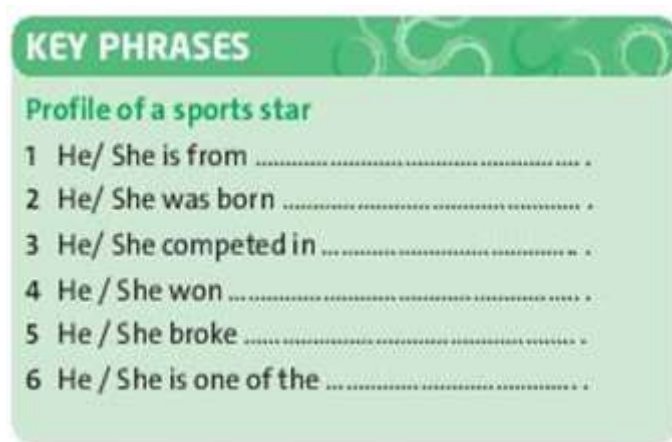 KEY PHRASES
Profile of a sports star
1 He/ She is from ............................................... .
2 He/ She was born .......................................... .
3 He/ She competed in ................................... .
4 He / She won .................................................. .
5 He / She broke ................................................ .
6 He / She is one of the ..................................... .